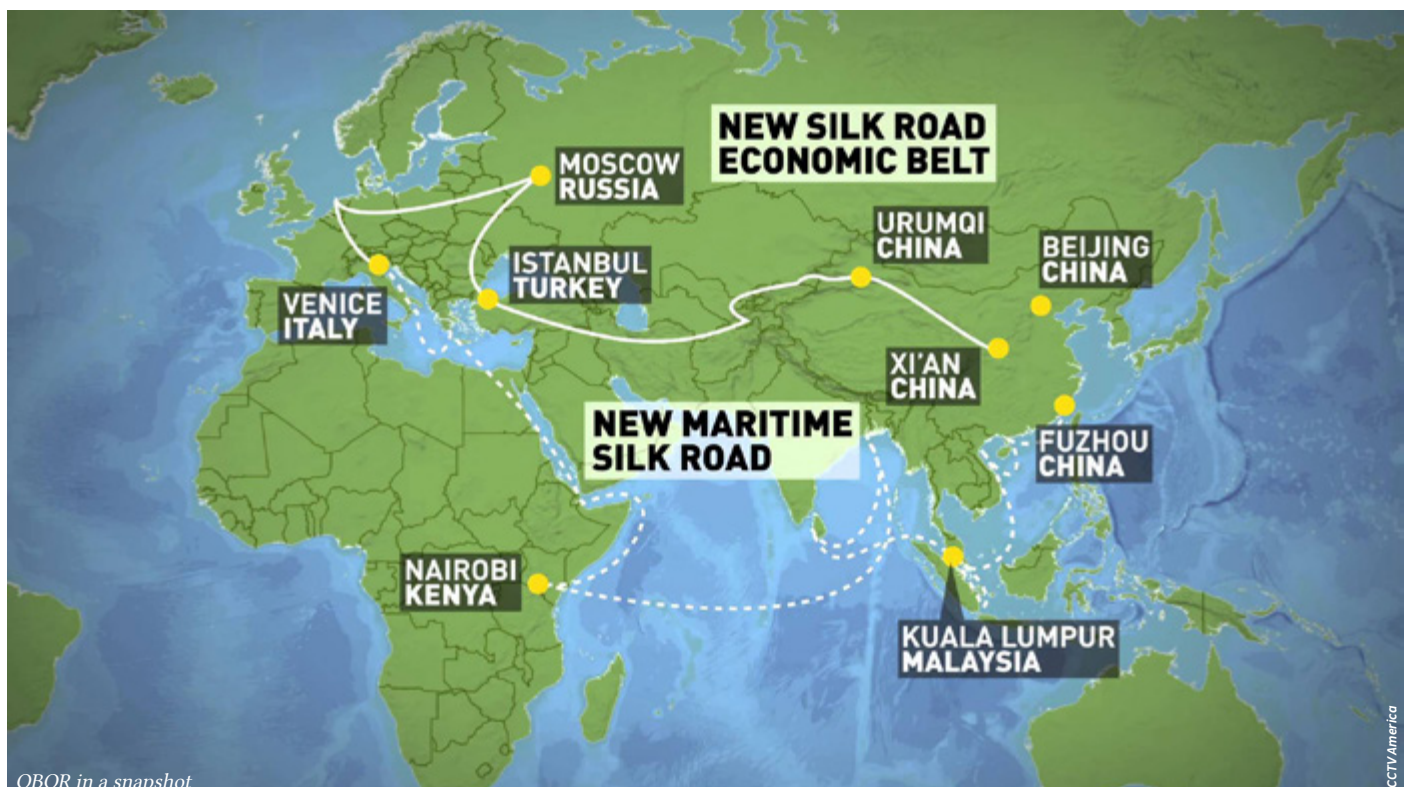 NEW SILK ROAD
ECONOMIC BELT
MOSCOW
RUSSIA
URUMQI
CHINA
BEIJING
CHINA
ISTANBUL
TURKEY
VENICE
ITALY
XI'AN
CHINA
NEW MARITIME
SILK ROAD
FUZHOU
CHINA
NAIROBI
KENYA
KUALA LUMPUR
MALAYSIA
CCTV America
OBOR in a snapshot